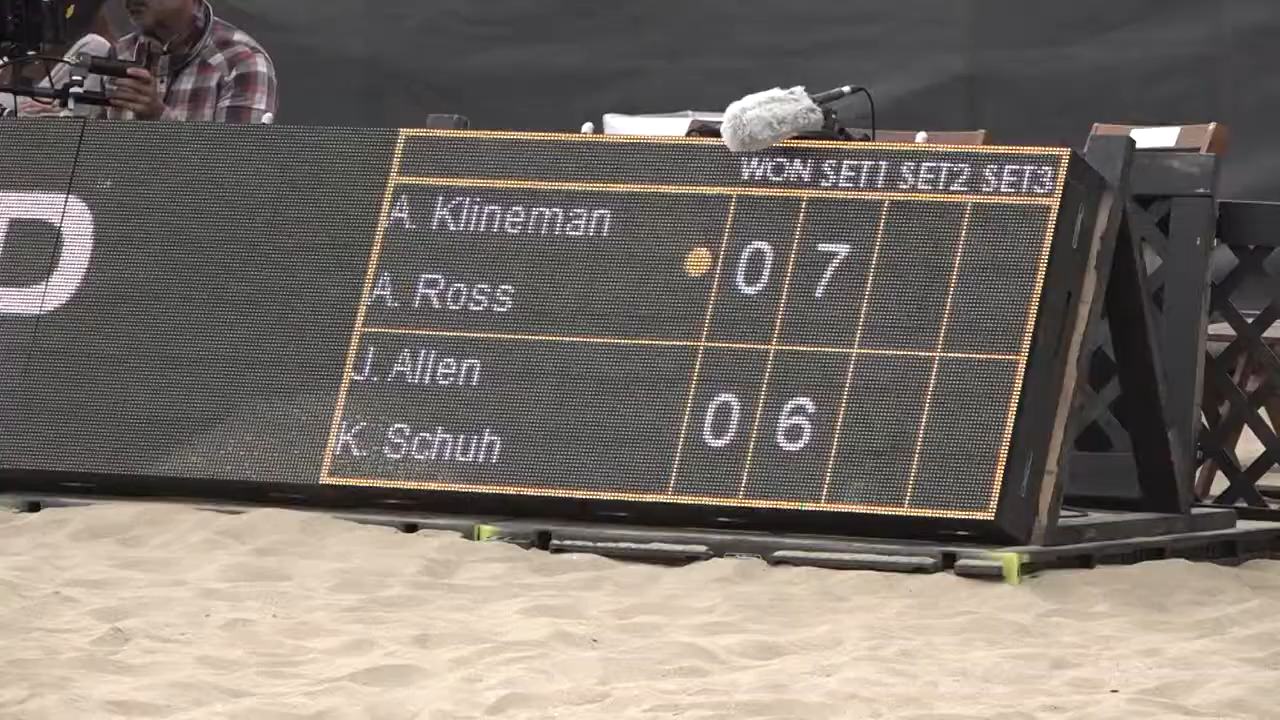 D
WON SET1 SET2 SET3
A. Klineman
A. Ross
0 7
J. Allen
K. Schuh
0 6